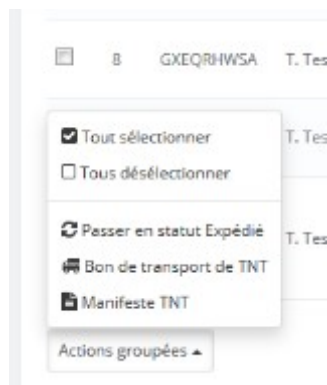 8 GXEQRHWSA T. Tes
Tout sélectionner
T. Tes
Tous désélectionner
Passer en statut Expédié
T. Tes
Bon de transport de TNT
Manifeste TNT
Actions groupées